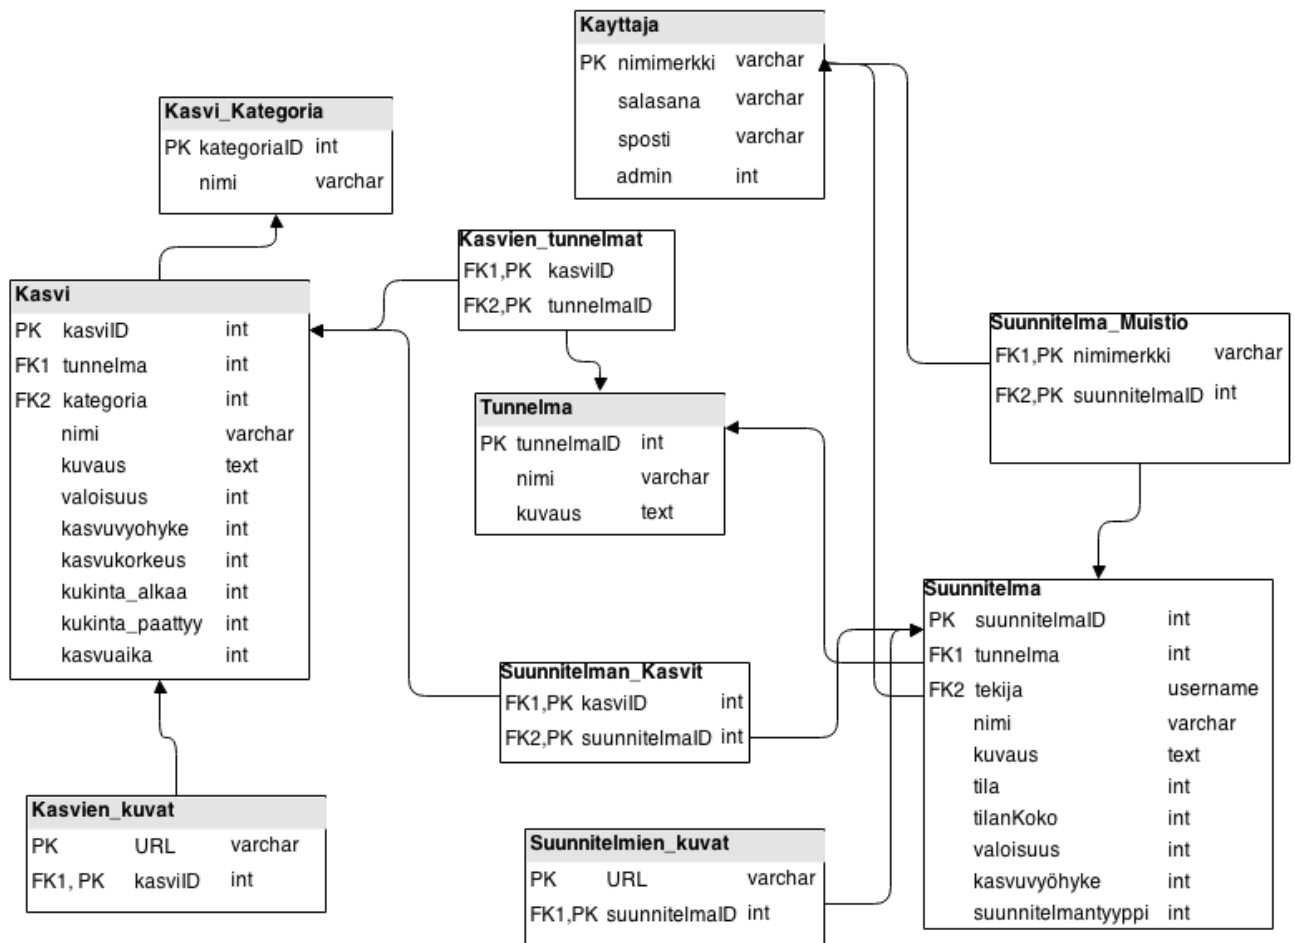 Kayttaja
PK nimimerkki varchar
salasana varchar
sposti varchar
admin int
Kasvi_Kategoria
PK kategoriaID int
nimi varchar
Kasvien_tunnelmat
FK1,PK kasviID
FK2,PK tunnelmaID
Kasvi
PK kasviID int
FK1 tunnelma int
FK2 kategoria int
nimi varchar
kuvaus text
valoisuus int
kasvuvyohyke int
kasvukorkeus int
kukinta_alkaa int
kukinta_paattyy int
kasvuaika int
Suunnitelma_Muistio
FK1,PK nimimerkki varchar
FK2,PK suunnitelmaID int
Tunnelma
PK tunnelmaID int
nimi varchar
kuvaus text
Suunnitelma
PK suunnitelmaID int
FK1 tunnelma int
FK2 tekija username
nimi varchar
kuvaus text
tila int
tilanKoko int
valoisuus int
kasvuvyöhyke int
suunnitelmantyyppi int
Suunnitelman_Kasvit
FK1,PK kasviID int
FK2,PK suunnitelmaID int
Kasvien_kuvat
PK URL varchar
FK1, PK kasviID int
Suunnitelmien_kuvat
PK URL varchar
FK1,PK suunnitelmaID int